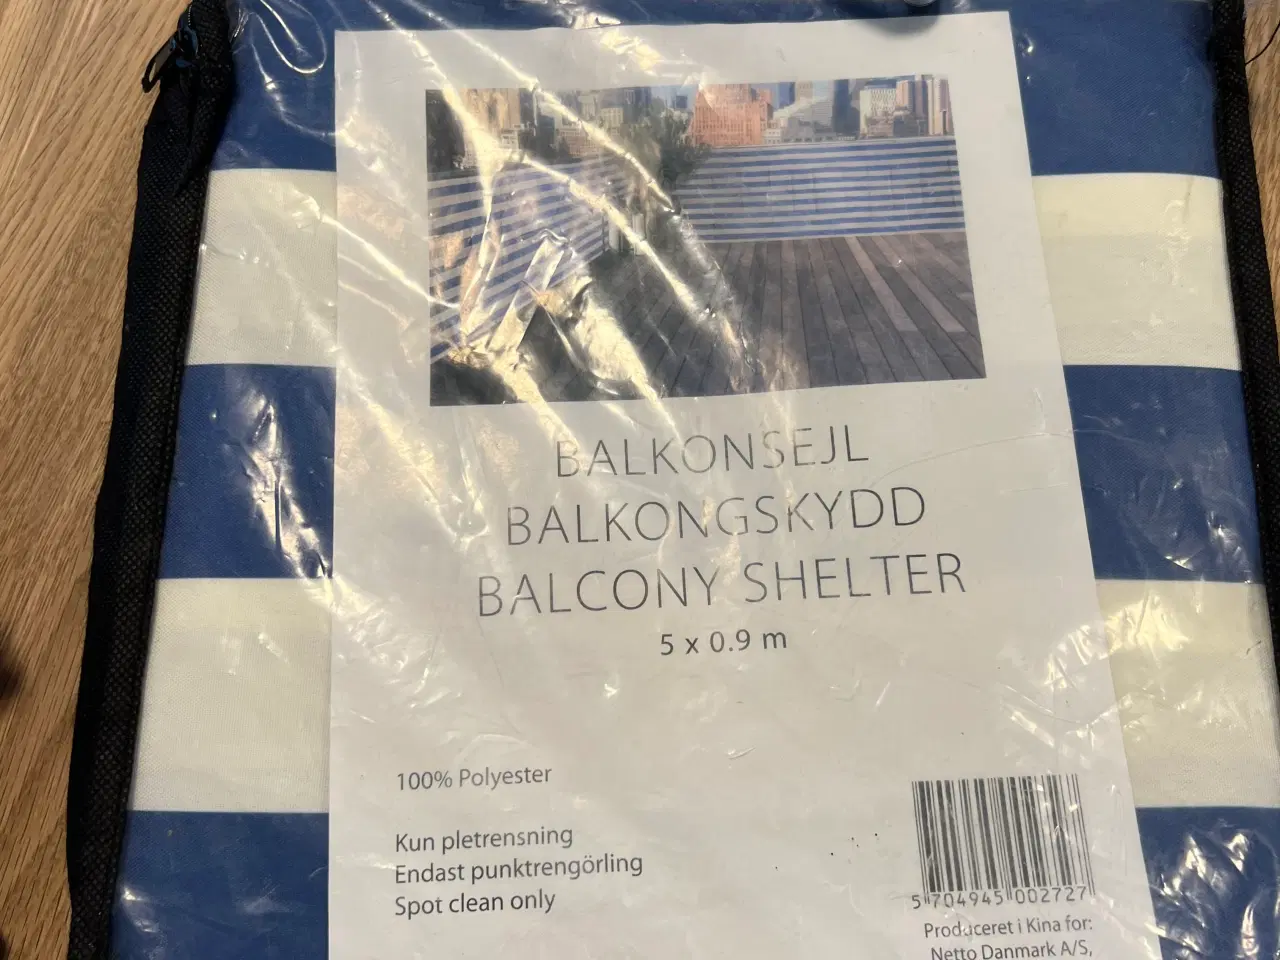 BALKONSEJL
BALKONGSKYDD
BALCONY SHELTER
5 x 0.9 m
100% Polyester
Kun pletrensning
Endast punktrengörling
Spot clean only
5 704945 002727
Produceret i Kina for:
Netto Danmark A/S,